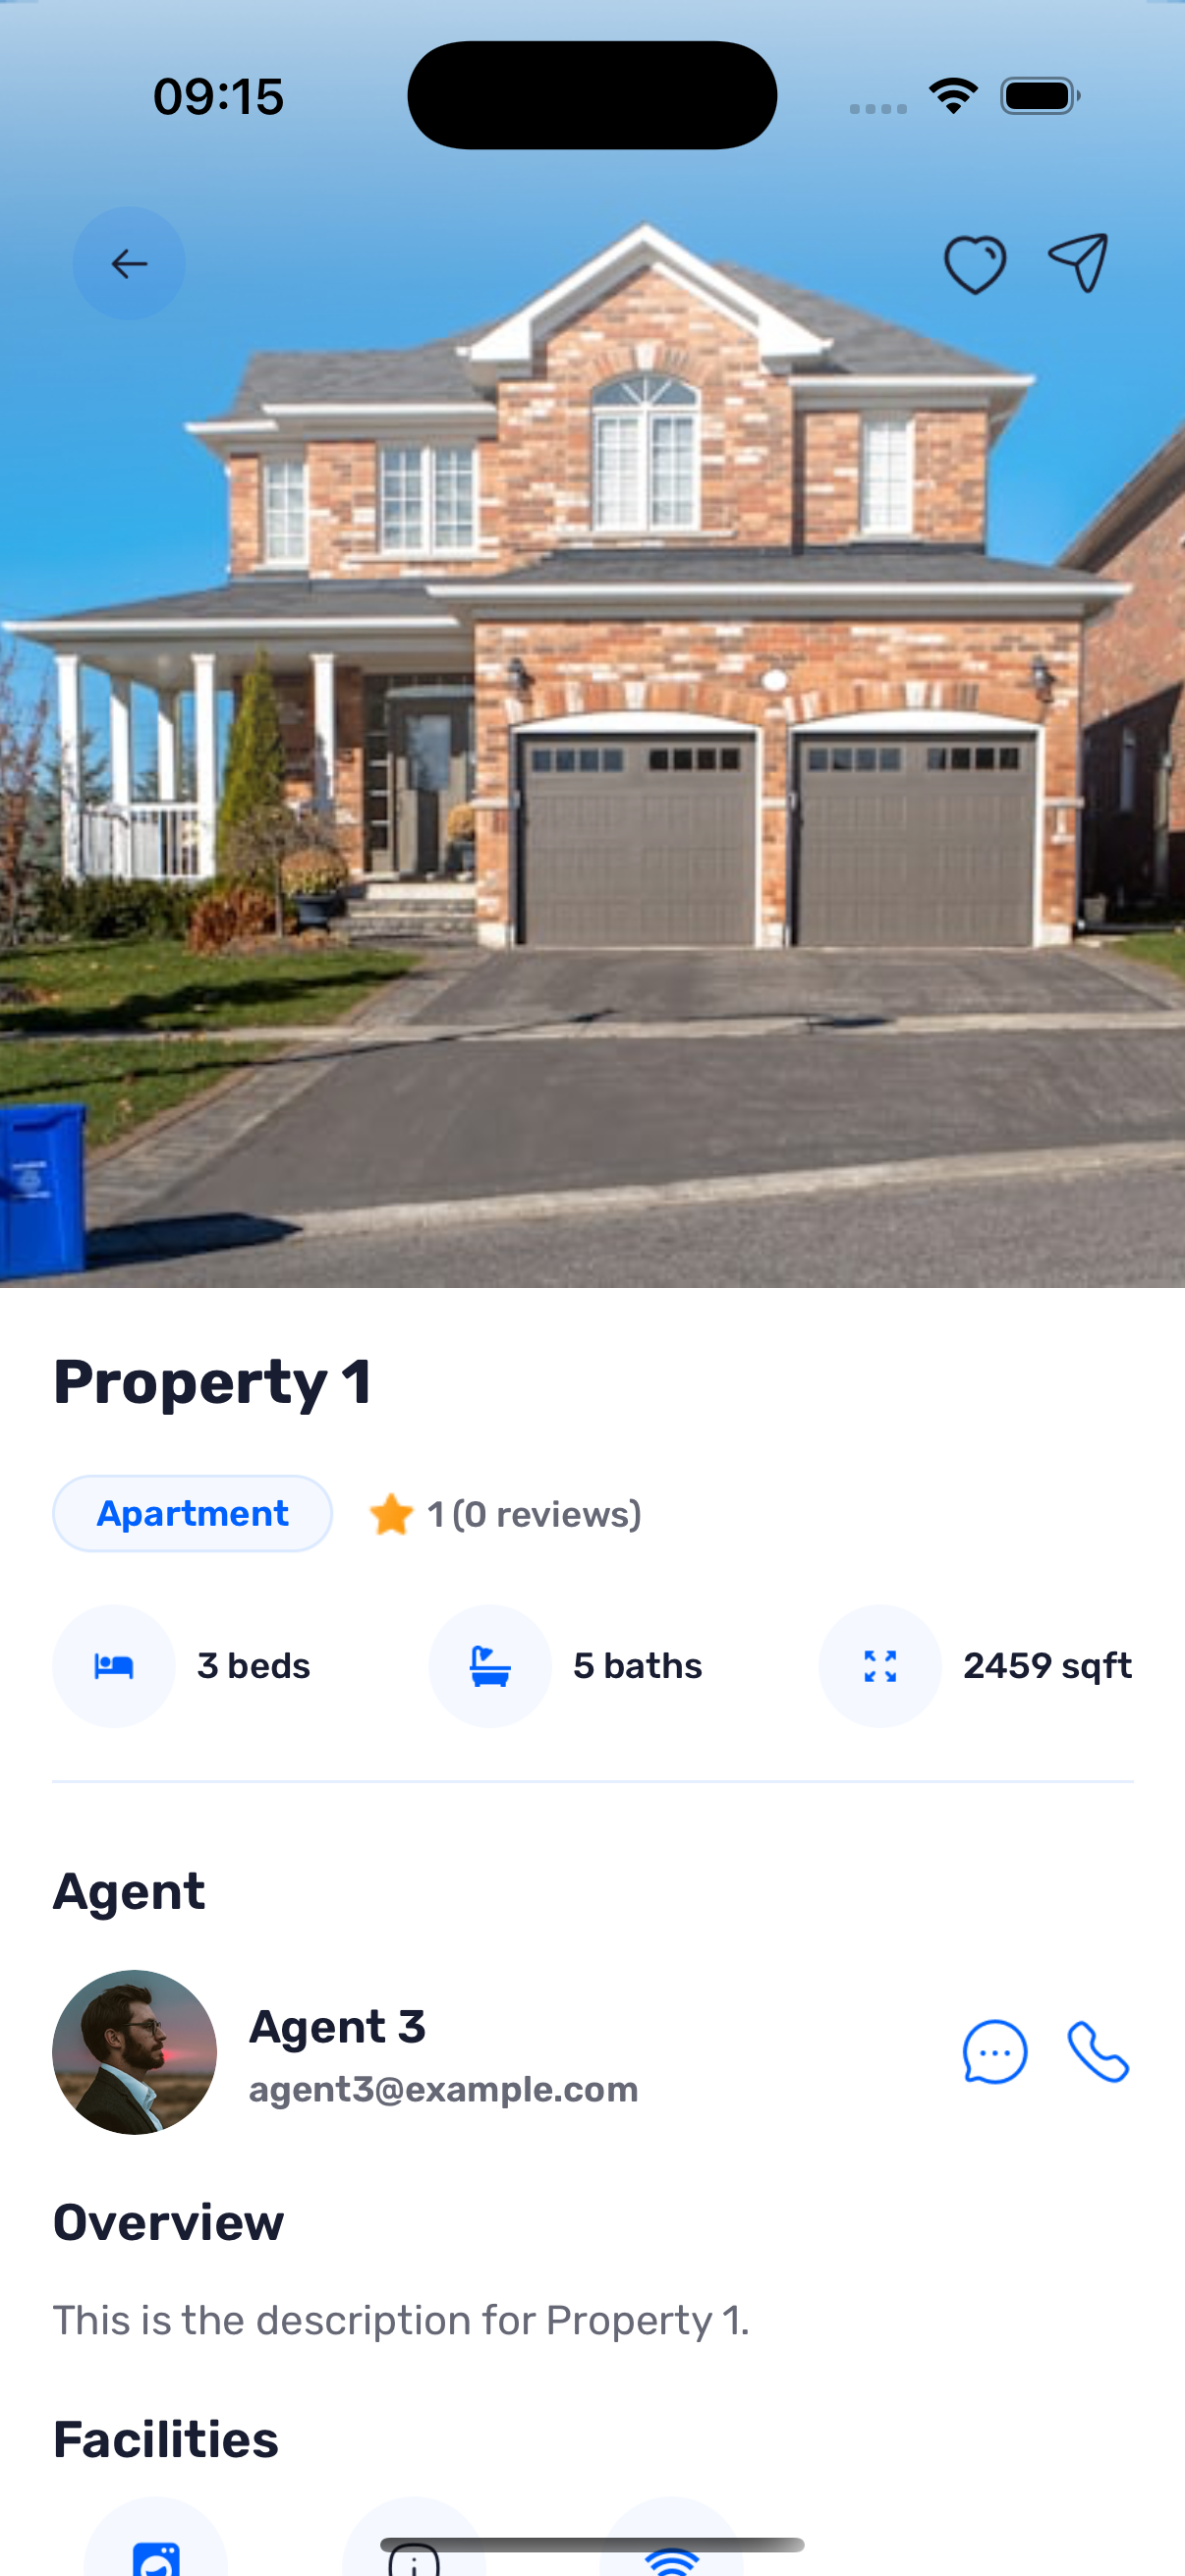 09:15
Property 1
Apartment
1 (0 reviews)
3 beds
5 baths
2459 sqft
Agent
Agent 3
agent3@example.com
Overview
This is the description for Property 1.
Facilities